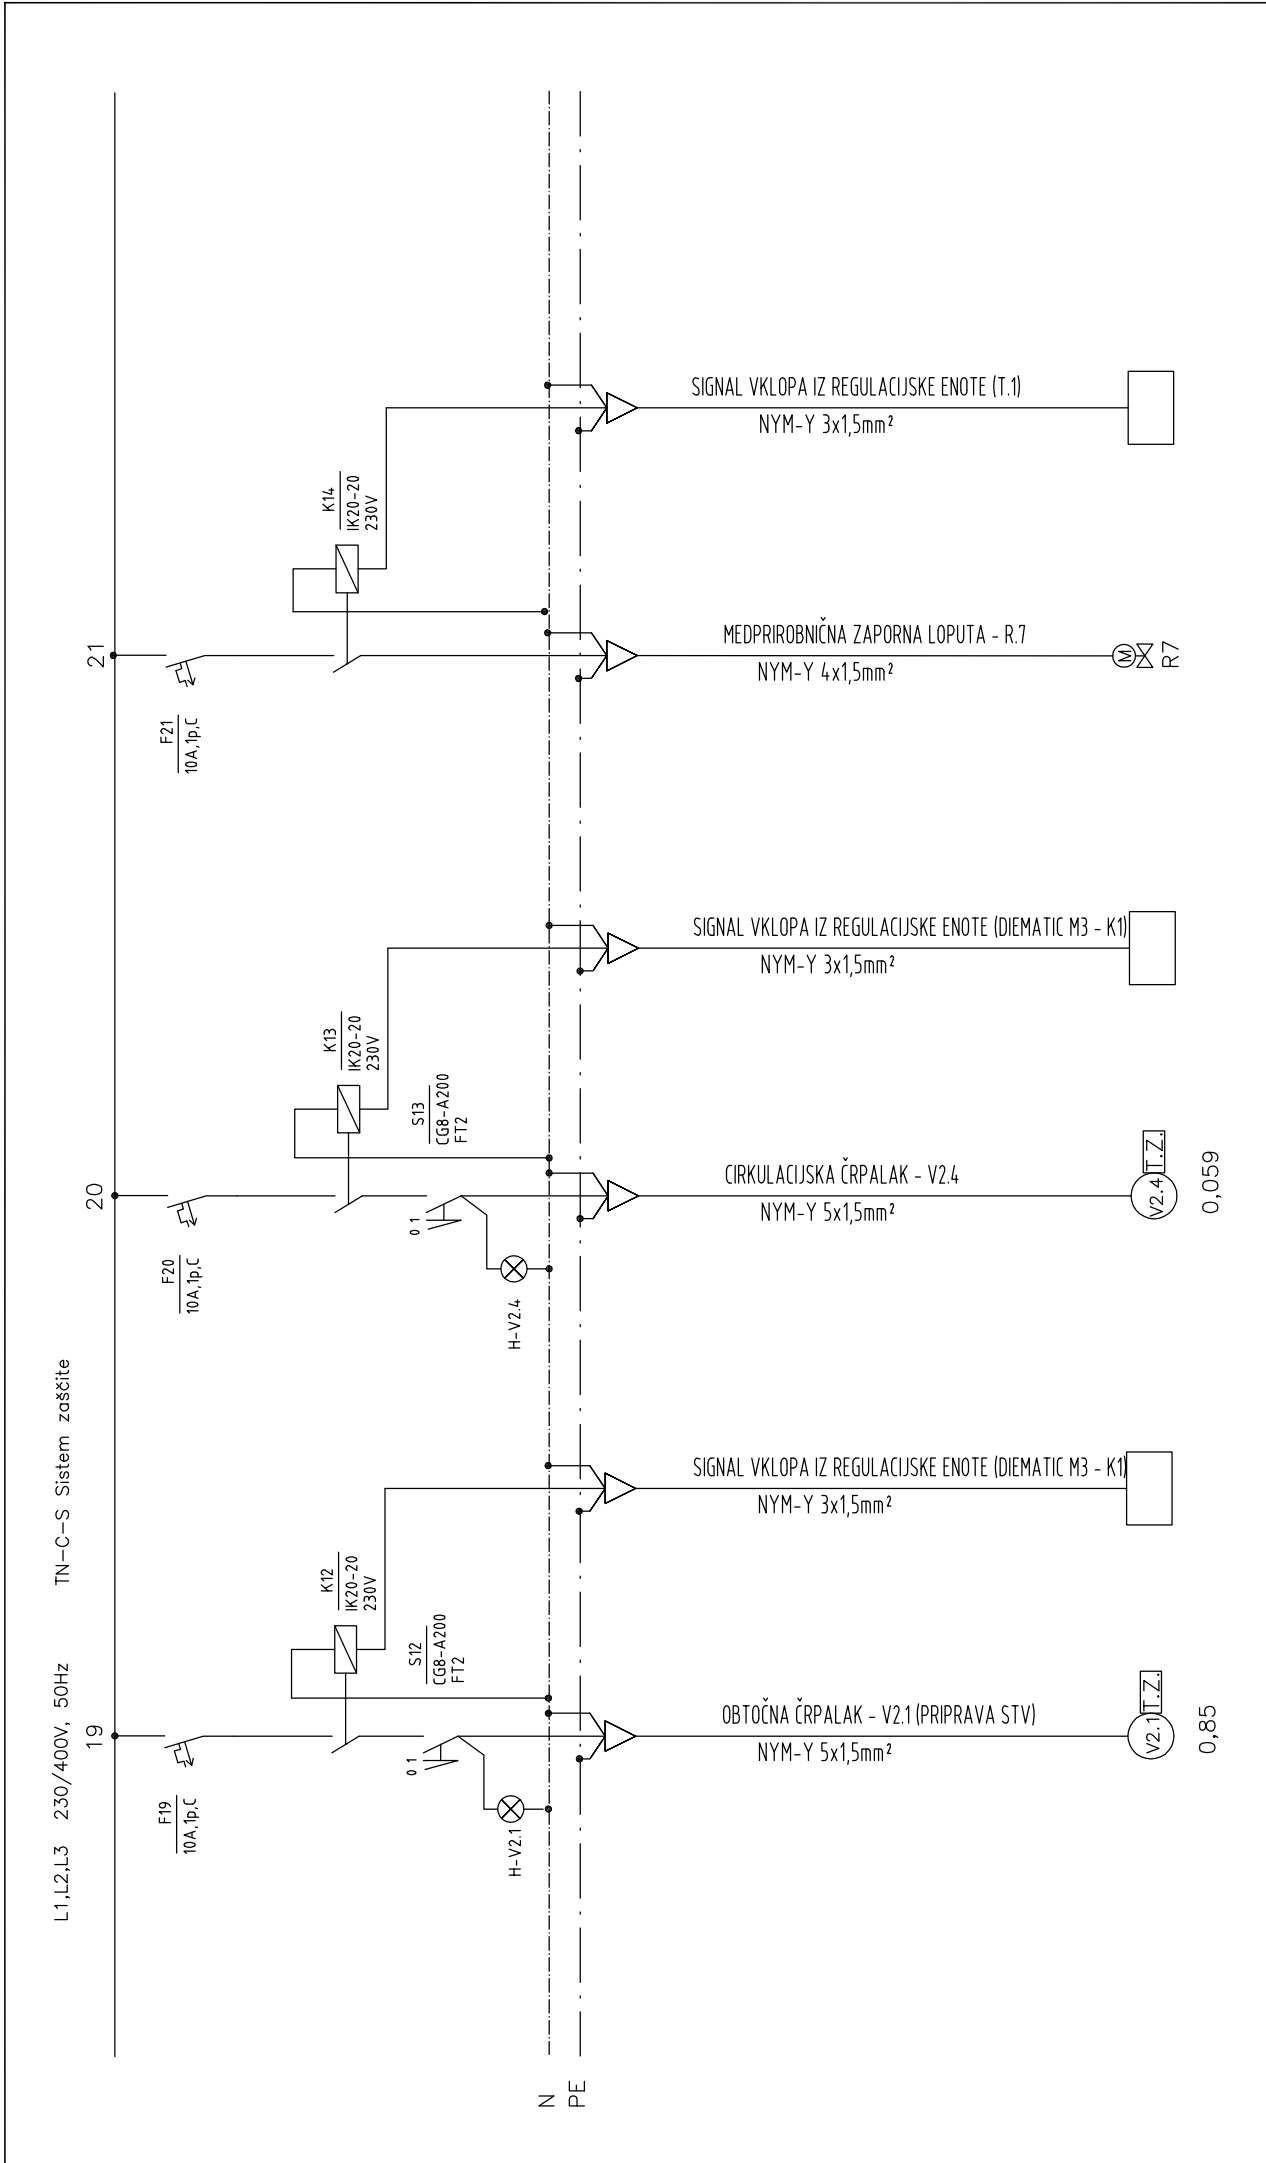 L1,L2,L3 230/400V, 50Hz TN-C-S Sistem zaščite
19
F19
10A,1p,C
K12
IK20-20
230V
S12
CG8-A200
FT2
0 1
H-V2.1
OBTOČNA ČRPALAK - V2.1 (PRIPRAVA STV)
NYM-Y 5x1,5mm²
V2.1
T.Z.
0,85
SIGNAL VKLOPA IZ REGULACIJSKE ENOTE (DIEMATIC M3 - K1)
NYM-Y 3x1,5mm²
20
F20
10A,1p,C
K13
IK20-20
230V
S13
CG8-A200
FT2
0 1
H-V2.4
CIRKULACIJSKA ČRPALAK - V2.4
NYM-Y 5x1,5mm²
V2.4
T.Z.
0,059
SIGNAL VKLOPA IZ REGULACIJSKE ENOTE (DIEMATIC M3 - K1)
NYM-Y 3x1,5mm²
21
F21
10A,1p,C
K14
IK20-20
230V
MEDPRIROBNIČNA ZAPORNA LOPUTA - R.7
NYM-Y 4x1,5mm²
M
R7
SIGNAL VKLOPA IZ REGULACIJSKE ENOTE (T.1)
NYM-Y 3x1,5mm²
N
PE